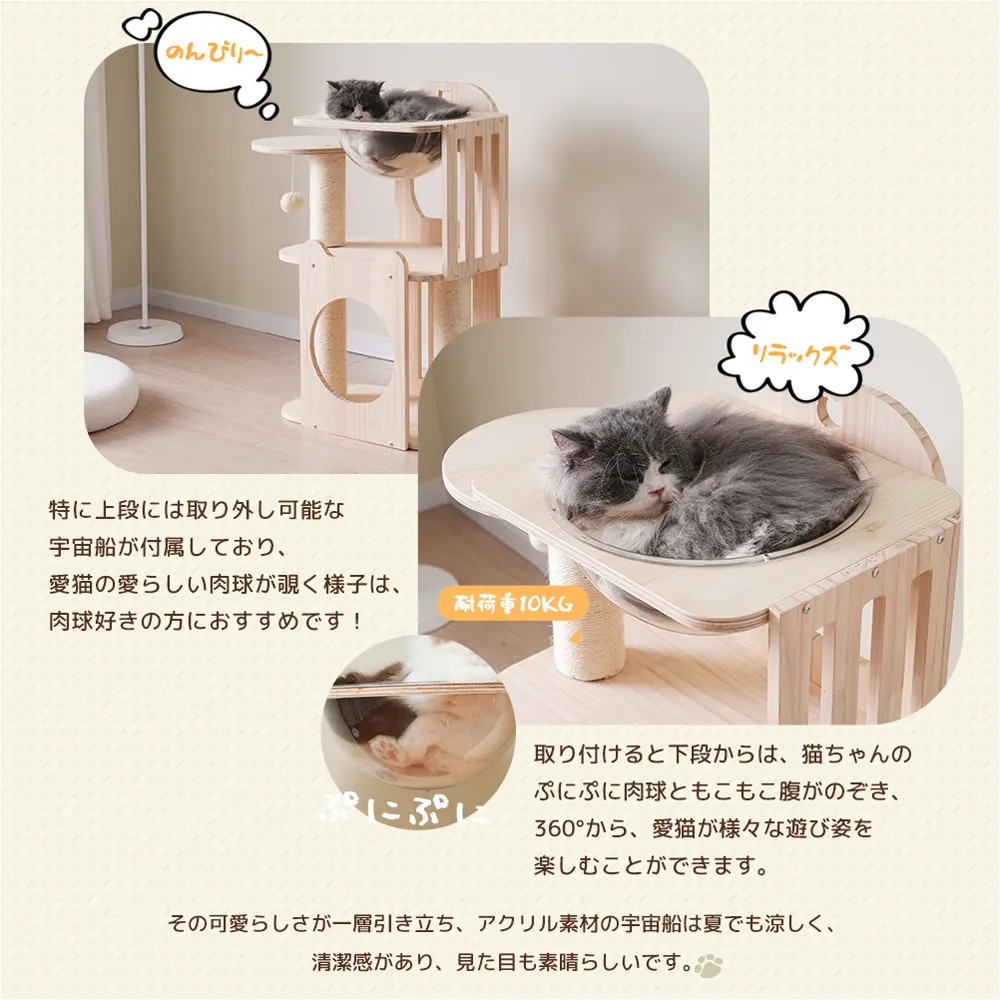 のんびり〜
リラックス〜
特に上段には取り外し可能な
宇宙船が付属しており、
愛猫の愛らしい肉球が覗く様子は、
肉球好きの方におすすめです！
耐荷重10KG
ぷにぷに
取り付けると下段からは、猫ちゃんの
ぷにぷに肉球ともこもこ腹がのぞき、
360°から、愛猫が様々な遊び姿を
楽しむことができます。
その可愛らしさが一層引き立ち、アクリル素材の宇宙船は夏でも涼しく、
清潔感があり、見た目も素晴らしいです。